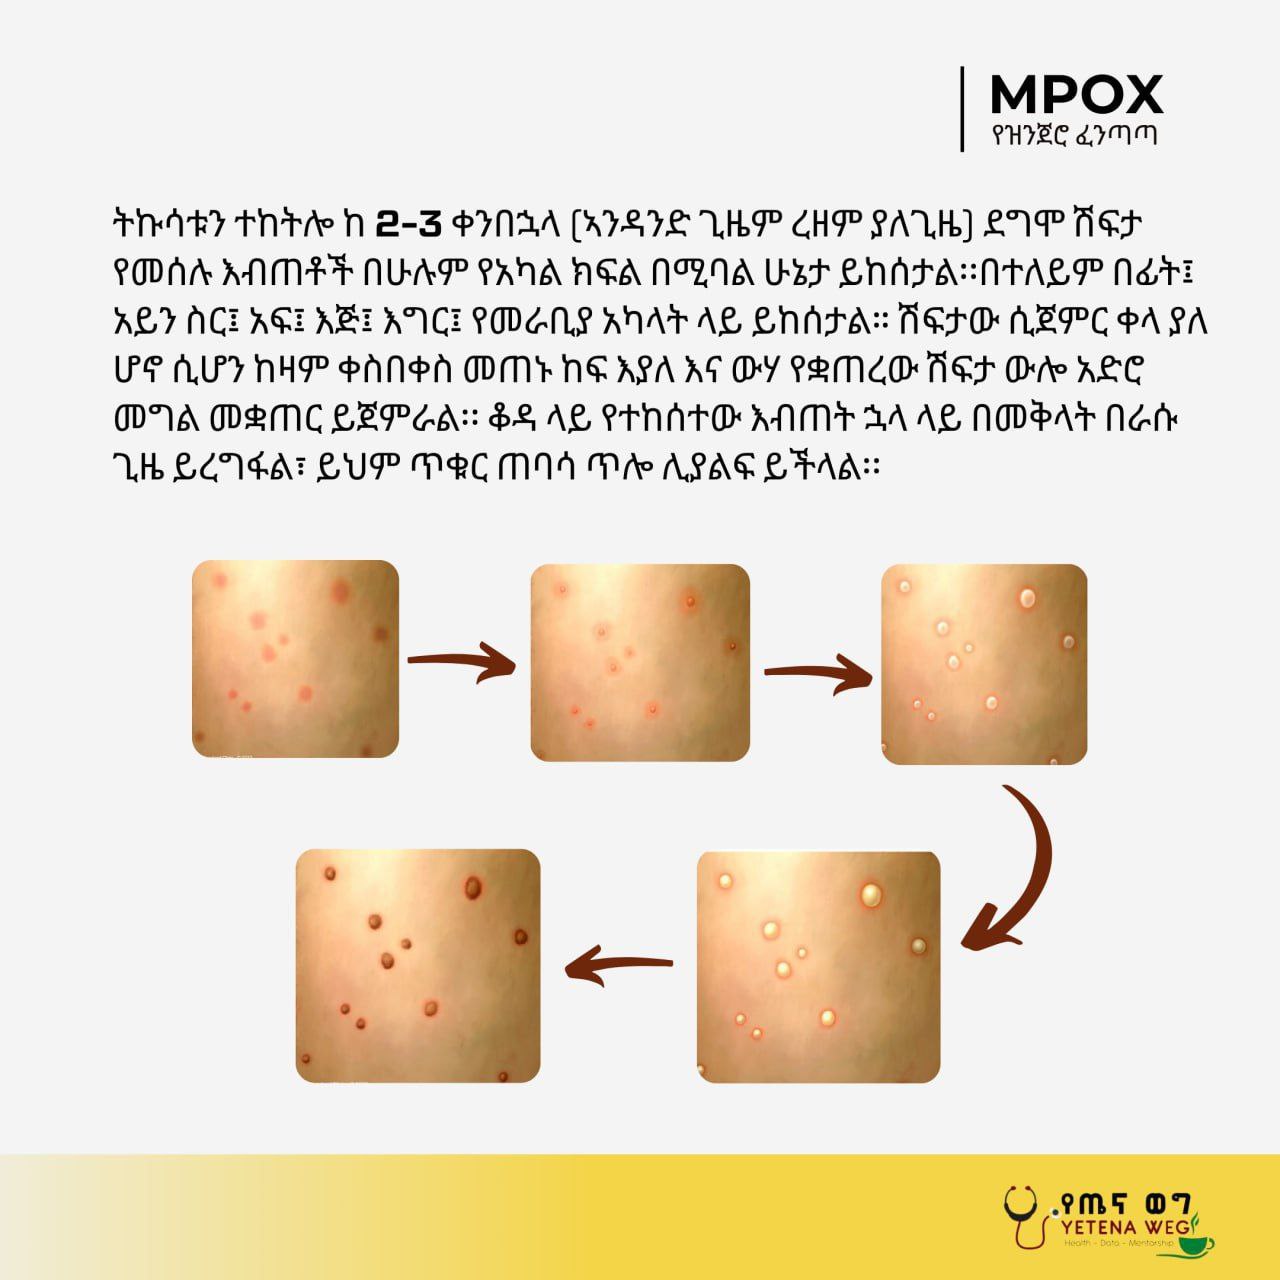 MPOX
የዝንጀሮ ፈንጣጣ
ትኩሳቱን ተከትሎ ከ 2-3 ቀንበኋላ (ኣንዳንድ ጊዜም ረዘም ያለጊዜ) ደግሞ ሽፍታ
የመሰሉ እብጠቶች በሁሉም የአካል ክፍል በሚባል ሁኔታ ይከሰታል፡፡በተለይም በፊት፤
አይን ስር፤ አፍ፤ እጅ፤ እግር፤ የመራቢያ አካላት ላይ ይከሰታል። ሽፍታው ሲጀምር ቀላ ያለ
ሆኖ ሲሆን ከዛም ቀስበቀስ መጠኑ ከፍ እያለ እና ውሃ የቋጠረው ሽፍታ ውሎ አድሮ
መግል መቋጠር ይጀምራል፡፡ ቆዳ ላይ የተከሰተው እብጠት ኋላ ላይ በመቅላት በራሱ
ጊዜ ይረግፋል፣ ይህም ጥቁር ጠባሳ ጥሎ ሊያልፍ ይችላል፡፡
የጤና ወግ
YETENA WEG
Health - Data - Mentorship